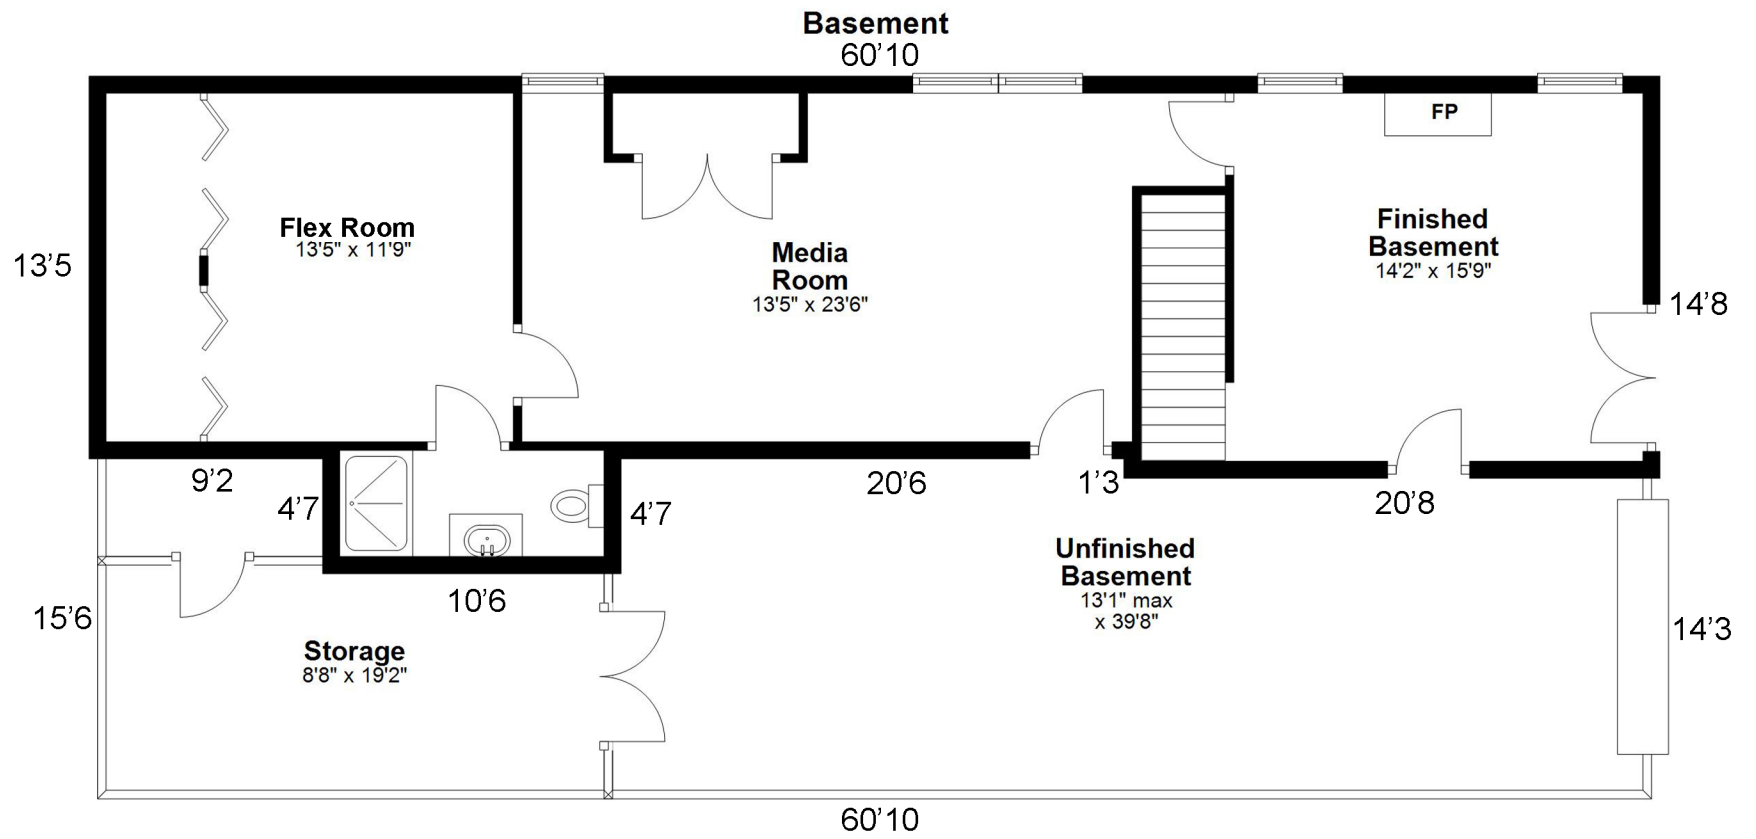 Basement
60’10
FP
Flex Room
13'5" x 11'9"
Media
Room
13'5" x 23'6"
Finished
Basement
14'2" x 15'9"
13’5
14’8
9’2
4’7
4’7
20’6
1’3
20’8
Unfinished
Basement
13'1" max
x 39'8"
10’6
15’6
14’3
Storage
8'8" x 19'2"
60’10